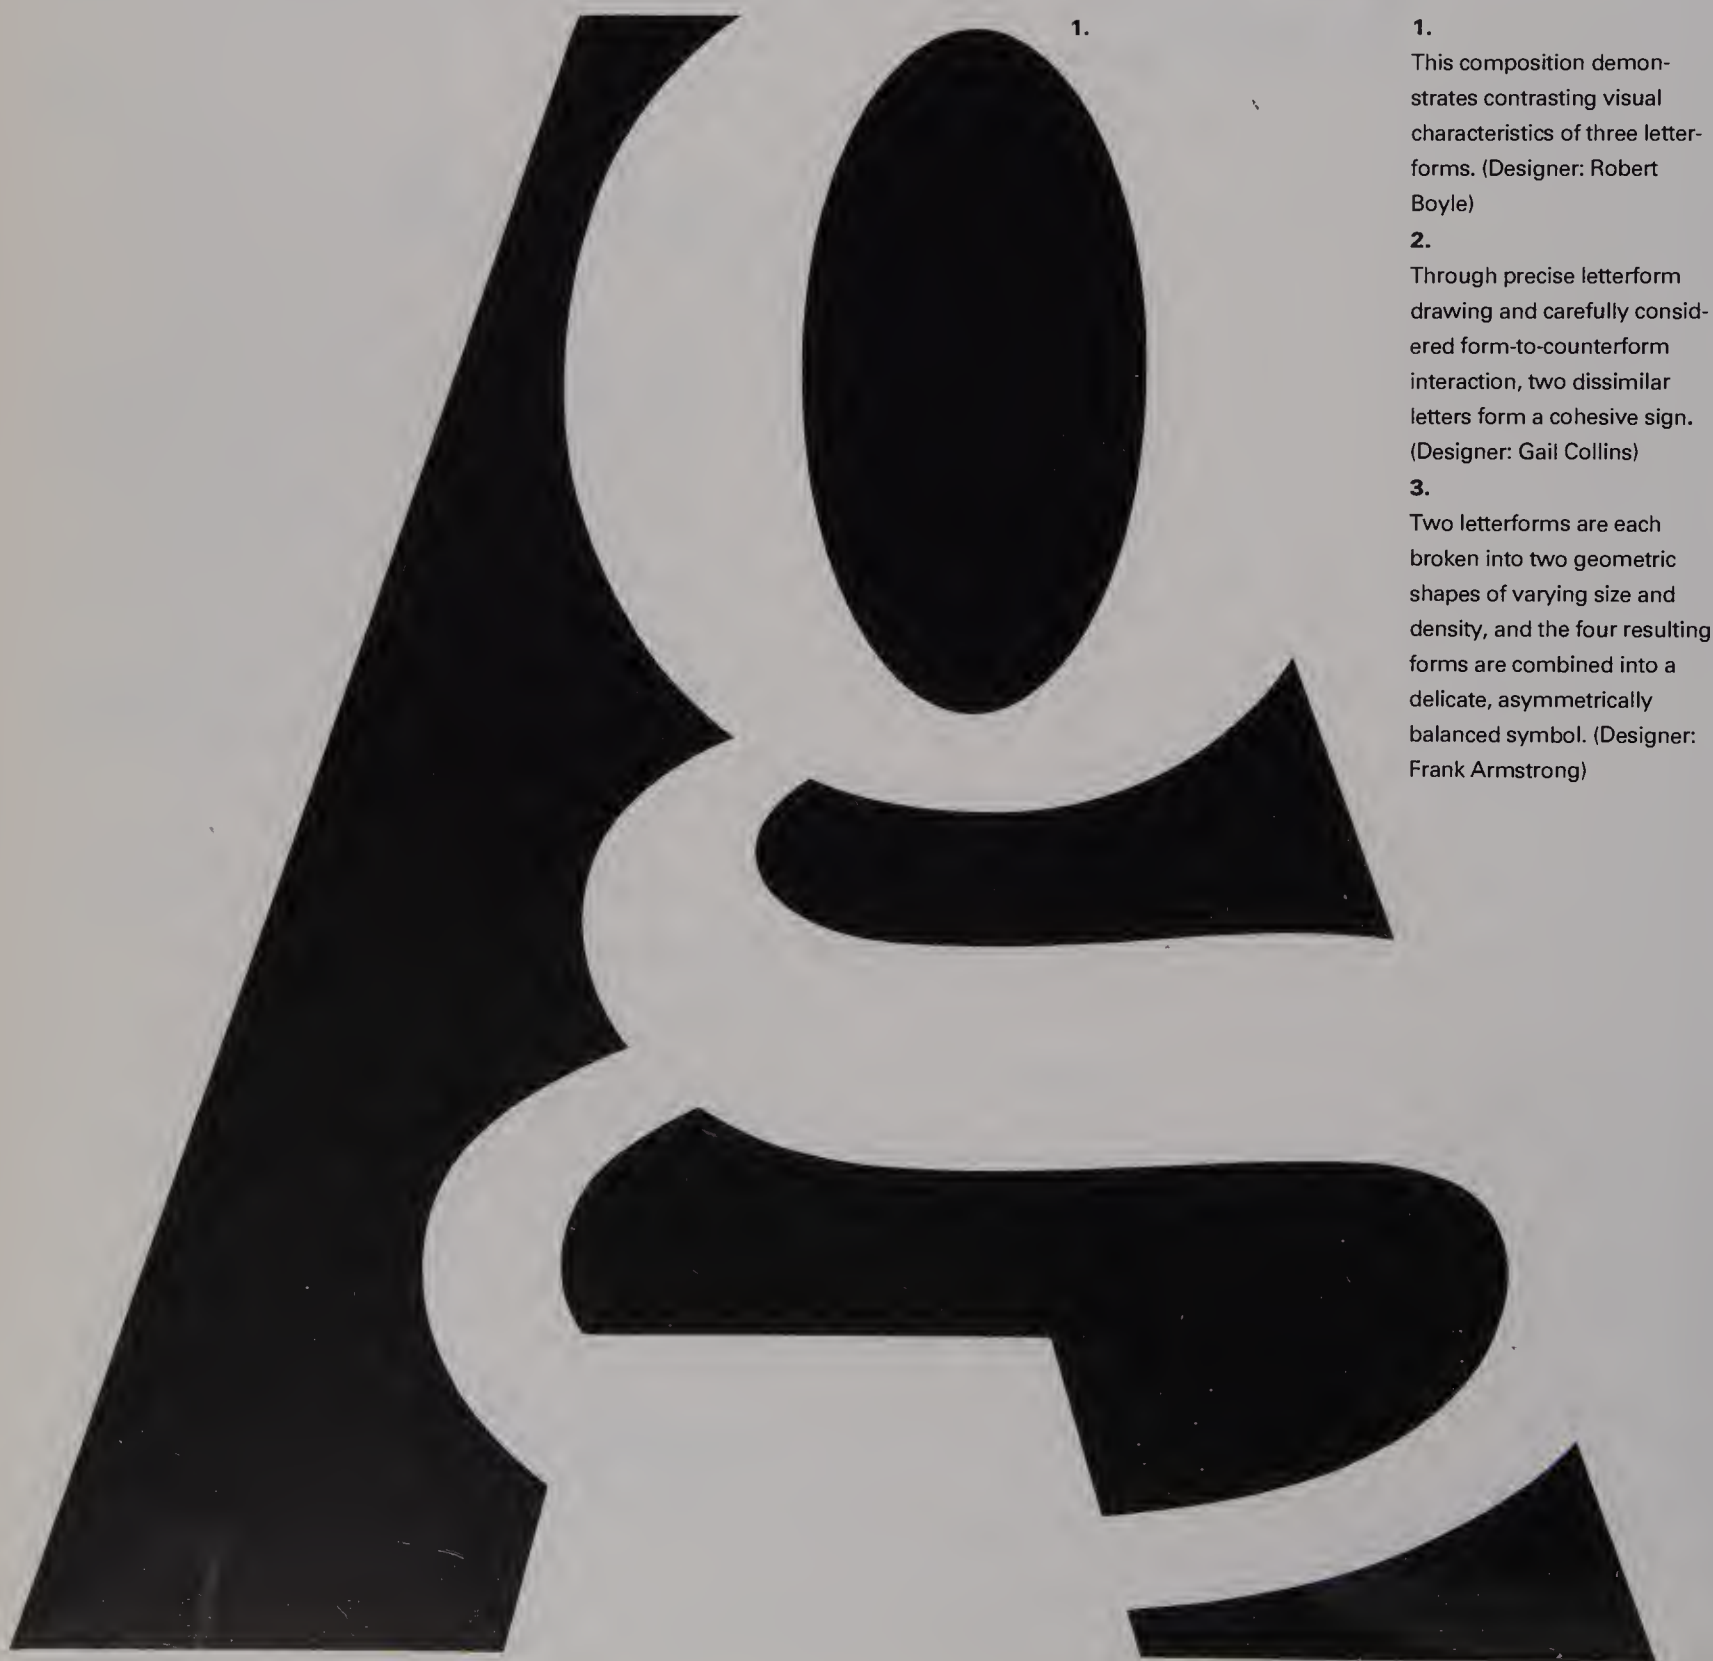 1.
1.
This composition demon-
strates contrasting visual
characteristics of three letter-
forms. (Designer: Robert
Boyle)
2.
Through precise letterform
drawing and carefully consid-
ered form-to-counterform
interaction, two dissimilar
letters form a cohesive sign.
(Designer: Gail Collins)
3.
Two letterforms are each
broken into two geometric
shapes of varying size and
density, and the four resulting
forms are combined into a
delicate, asymmetrically
balanced symbol. (Designer:
Frank Armstrong)